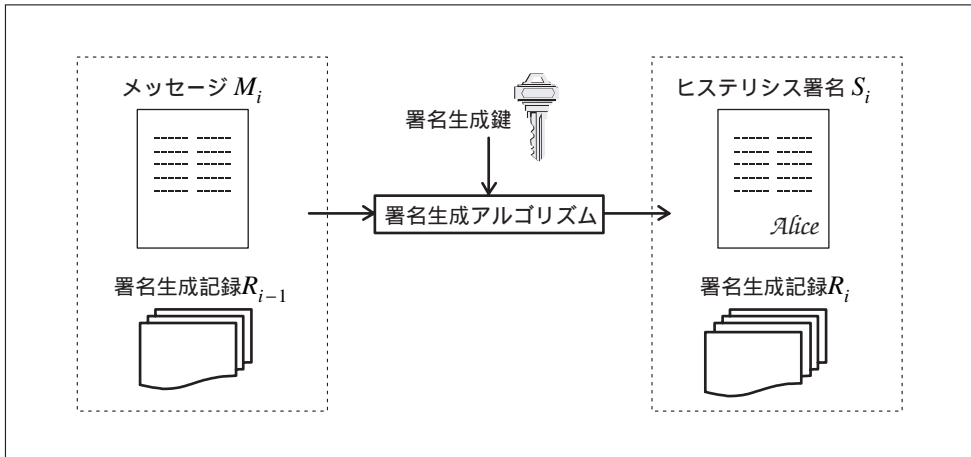 メッセージ M_i
ヒステリシス署名 S_i
署名生成鍵
署名生成アルゴリズム
Alice
署名生成記録R_{i−1}
署名生成記録R_i